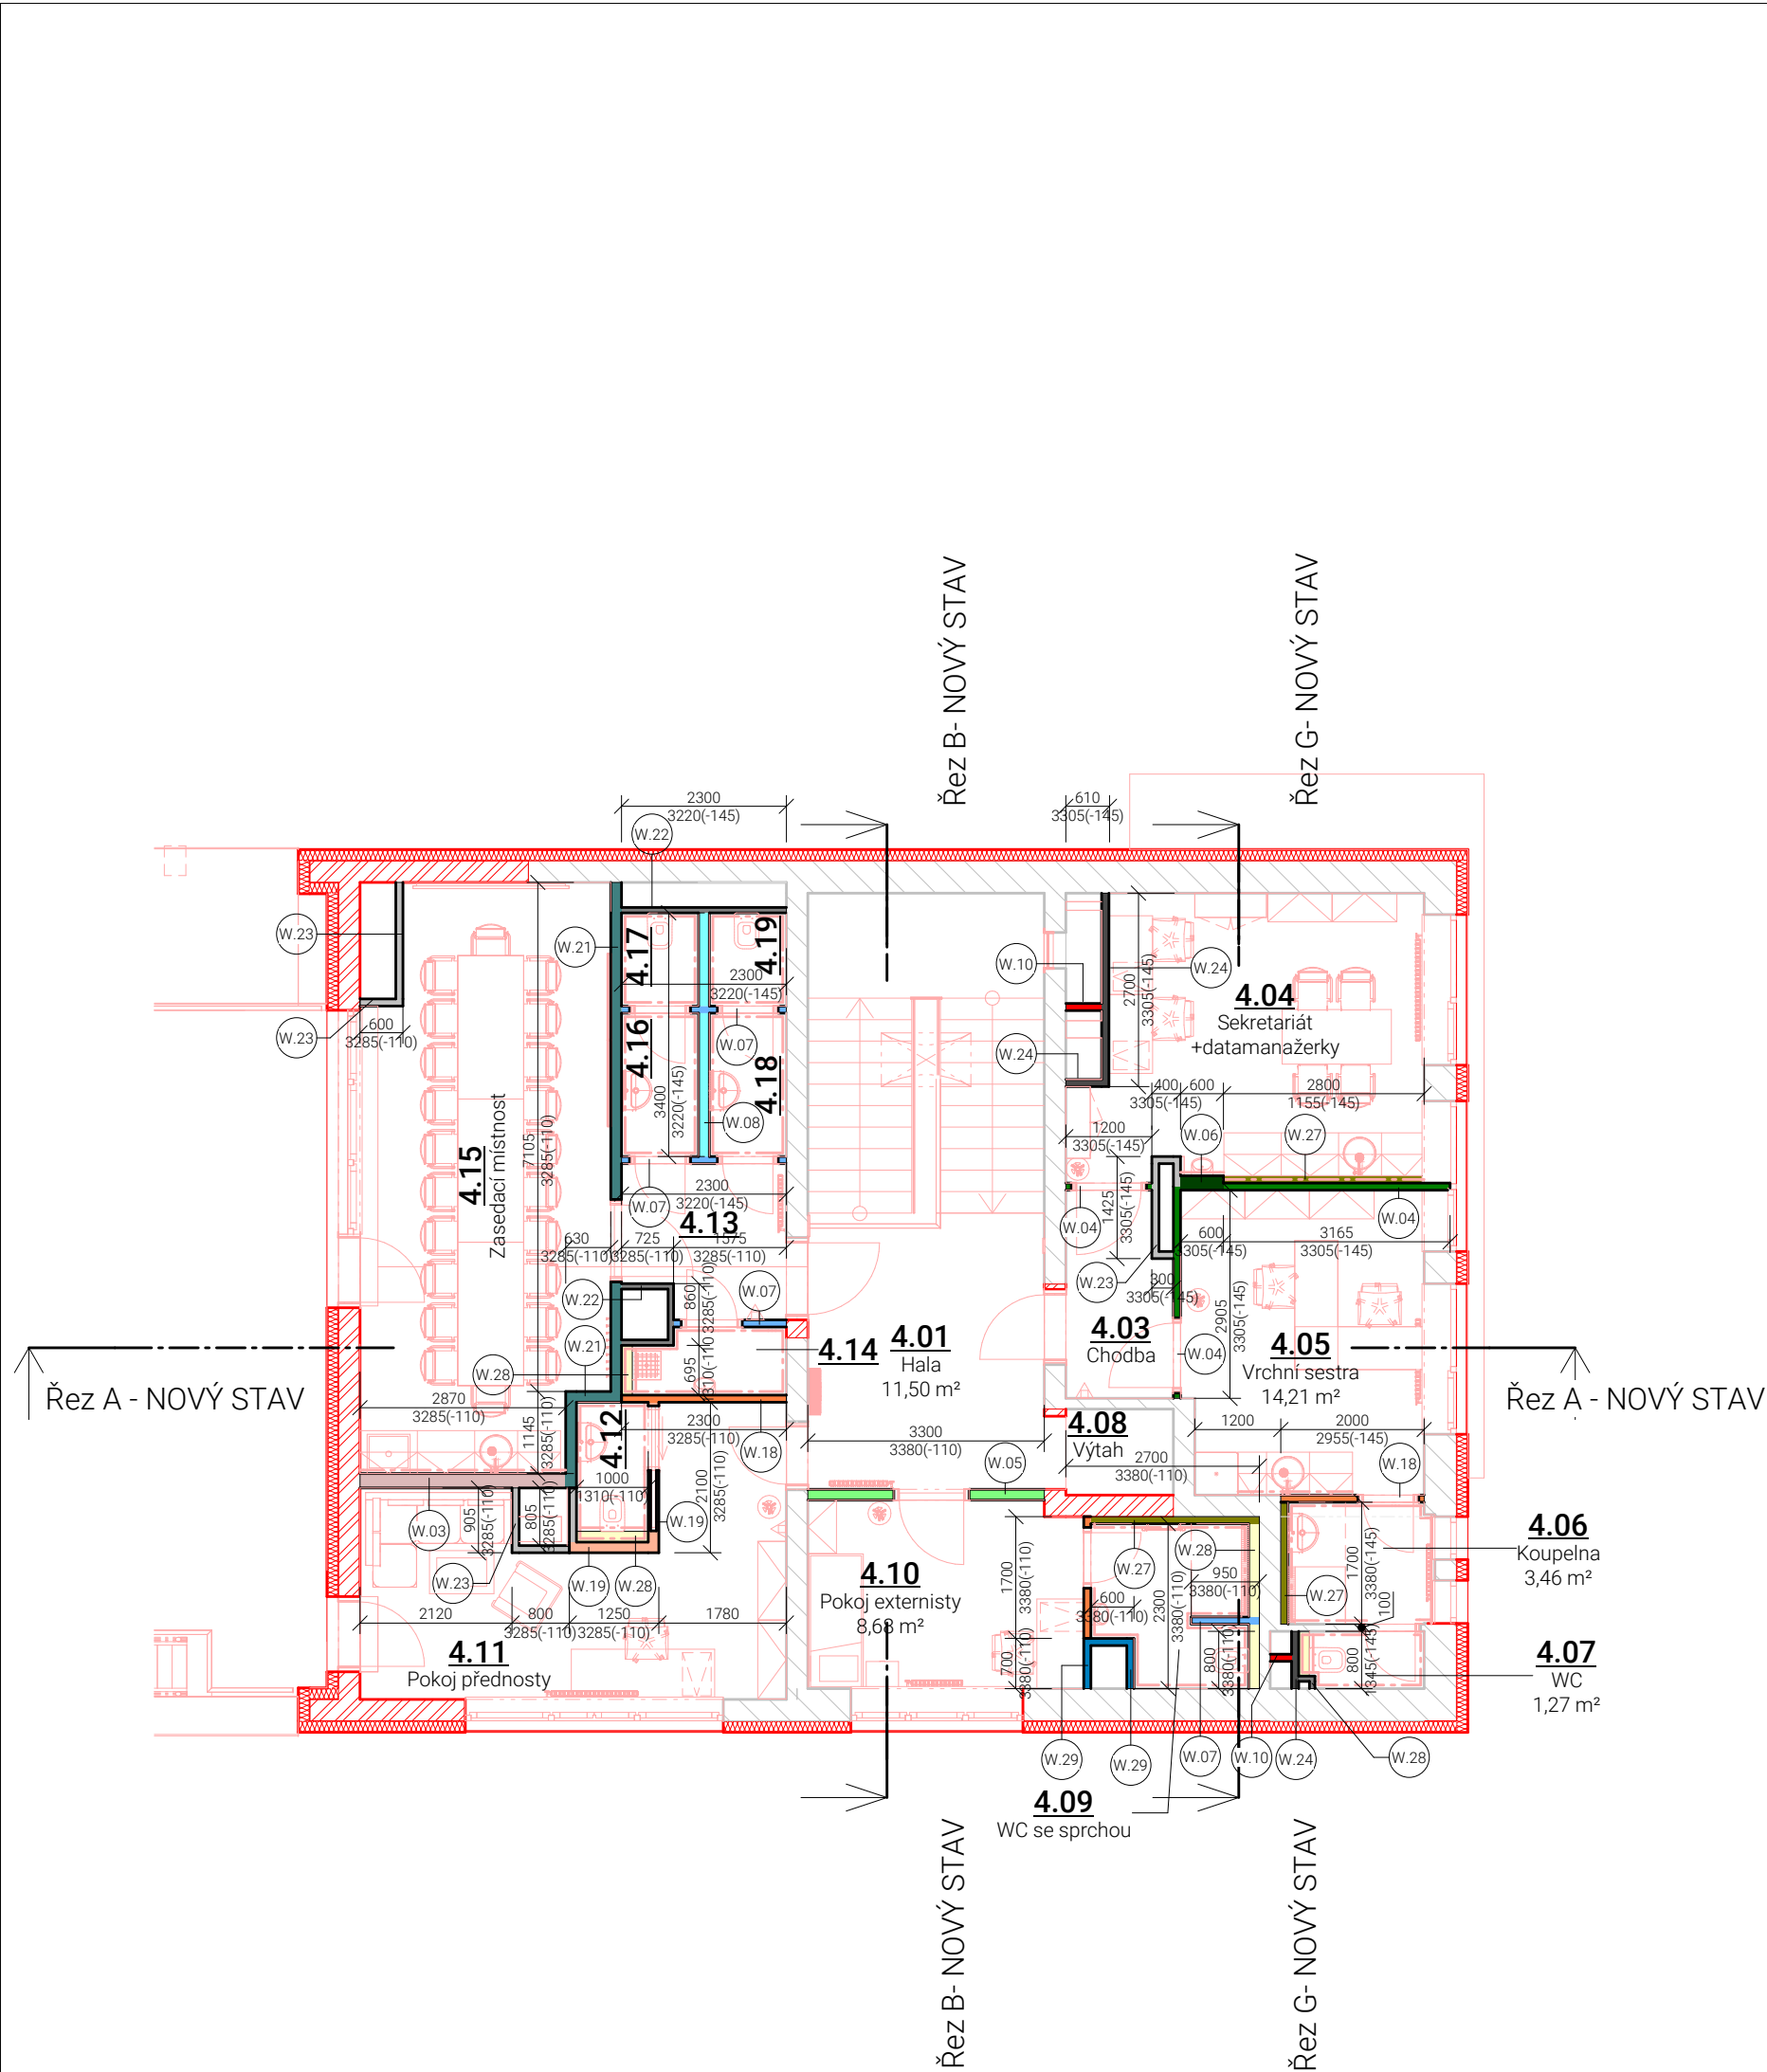 Řez B- NOVÝ STAV
Řez G- NOVÝ STAV
2300
3220(-145)
610
3305(-145)
W.22
W.23
W.21
4.17
4.19
2300
3220(-145)
W.10
2700
3305(-145)
W.24
4.04
Sekretariát
+datamanažerky
W.23
600
3285(-110)
4.16
3400
3220(-145)
W.07
4.18
W.08
W.24
400
3305(-145)
600
2800
1155(-145)
1200
3305(-145)
W.06
W.27
7105
3285(-110)
4.15
Zasedací místnost
2300
3220(-145)
W.07
4.13
1425
3305(-145)
W.04
W.04
630
3285(-110)
725
3285(-110)
1575
3285(-110)
600
3305(-145)
3165
3305(-145)
W.23
300
3305(-145)
W.22
860
3285(-110)
W.07
2905
3305(-145)
W.21
695
4.14
4.01
Hala
11,50 m²
4.03
Chodba
W.04
4.05
Vrchní sestra
14,21 m²
Řez A - NOVÝ STAV
Řez A - NOVÝ STAV
W.28
2870
3285(-110)
1145
3285(-110)
4.12
2300
3285(-110)
W.18
3300
3380(-110)
4.08
Výtah
2700
3380(-110)
1200
2000
2955(-145)
W.18
W.05
1000
1310(-110)
2100
3285(-110)
W.03
905
3285(-110)
805
3285(-110)
W.19
W.23
W.19
W.28
4.10
Pokoj externisty
8,68 m²
1700
3380(-110)
W.27
W.28
950
3380(-110)
600
3380(-110)
2300
3380(-110)
W.27
1700
3380(-145)
100
4.06
Koupelna
3,46 m²
2120
800
3285(-110)
1250
3285(-110)
1780
4.11
Pokoj přednosty
700
3380(-110)
800
3380(-110)
800
1345(-145)
4.07
WC
1,27 m²
W.29
W.29
W.07
W.10
W.24
W.28
4.09
WC se sprchou
Řez B- NOVÝ STAV
Řez G- NOVÝ STAV